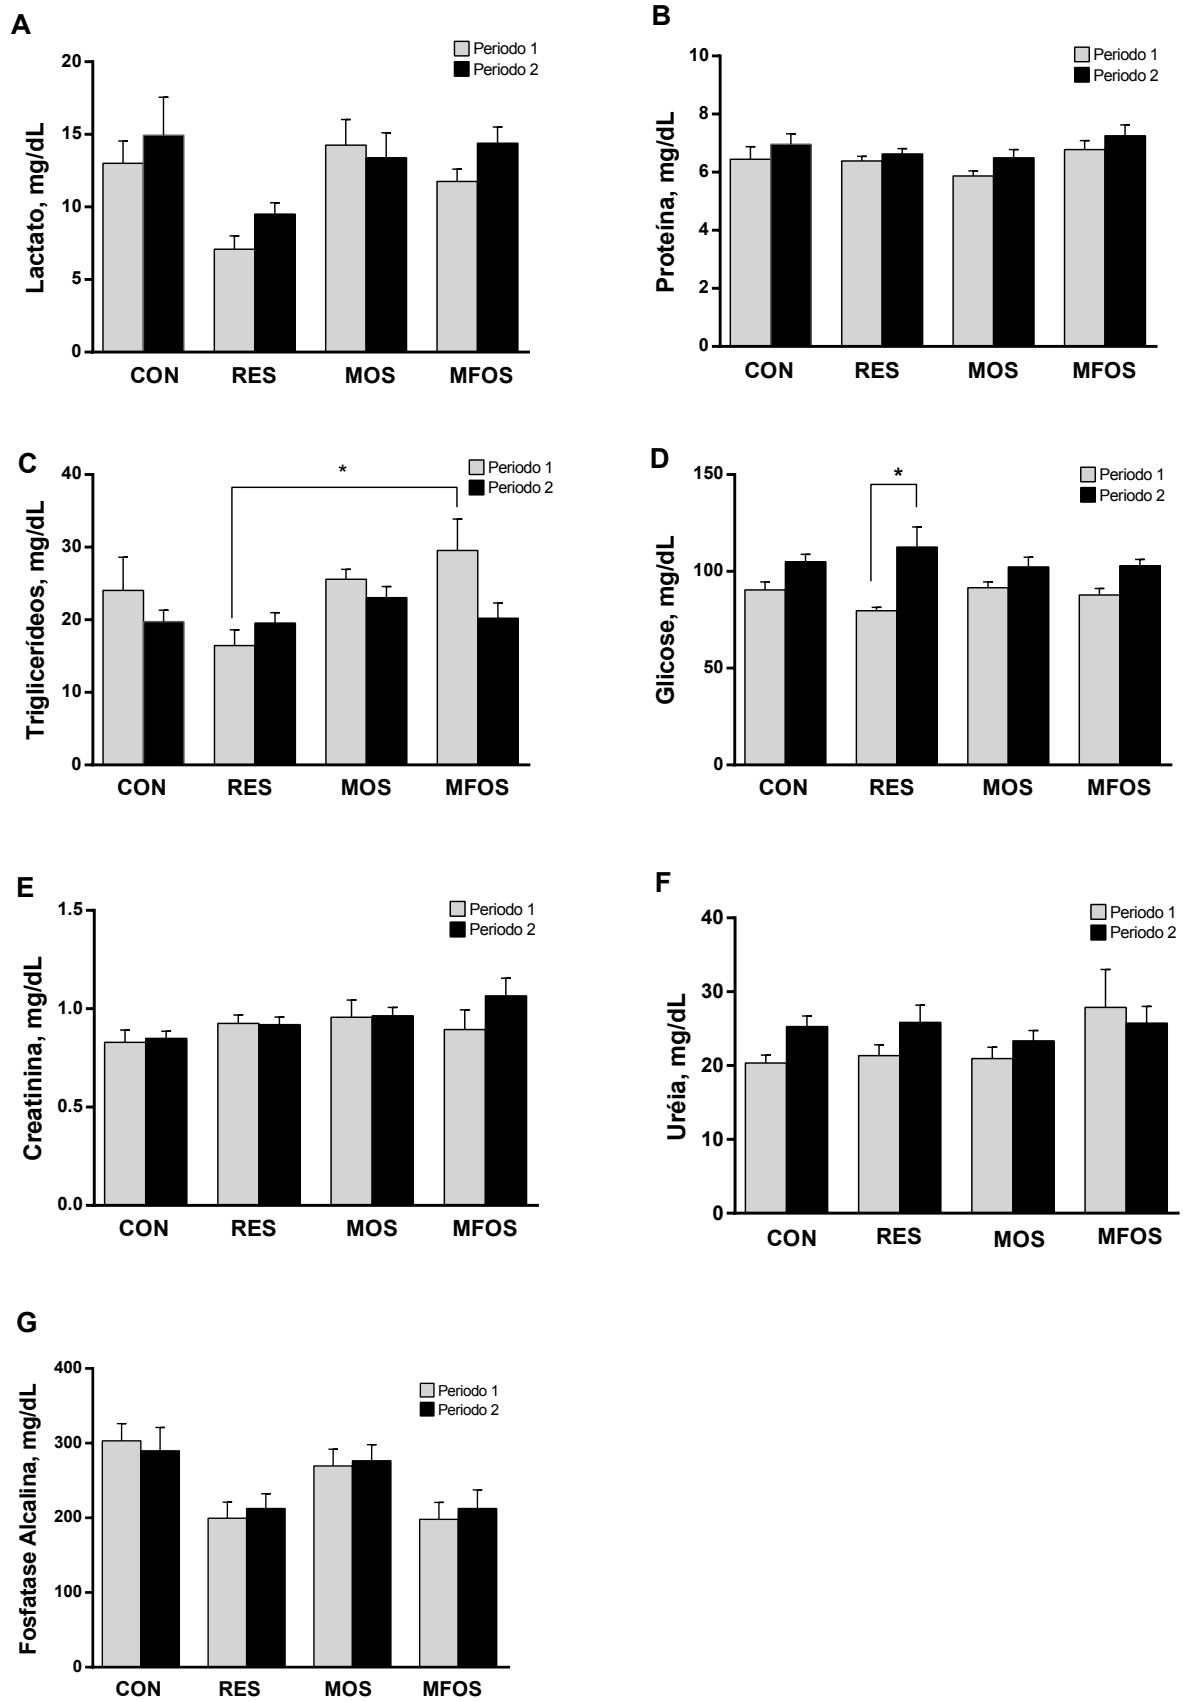 A
Lactato, mg/dL
20
15
10
5
0
Periodo 1
Periodo 2
CON RES MOS MFOS
B
Proteína, mg/dL
10
8
6
4
2
0
Periodo 1
Periodo 2
CON RES MOS MFOS
C
Triglicerídeos, mg/dL
40
30
20
10
0
*
Periodo 1
Periodo 2
CON RES MOS MFOS
D
Glicose, mg/dL
150
100
50
0
*
Periodo 1
Periodo 2
CON RES MOS MFOS
E
Creatinina, mg/dL
1.5
1.0
0.5
0.0
Periodo 1
Periodo 2
CON RES MOS MFOS
F
Uréia, mg/dL
40
30
20
10
0
Periodo 1
Periodo 2
CON RES MOS MFOS
G
Fosfatase Alcalina, mg/dL
400
300
200
100
0
Periodo 1
Periodo 2
CON RES MOS MFOS